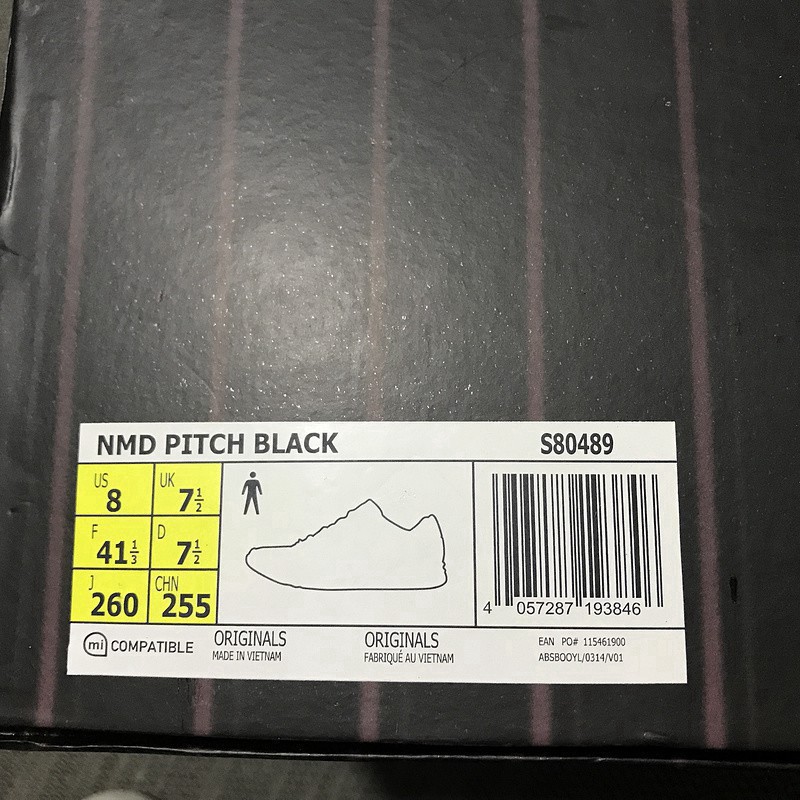 NMD PITCH BLACK S80489
US 8 UK 7½
F 41⅓ D 7½
J 260 CHN 255
4 057287 193846
mi COMPATIBLE
ORIGINALS ORIGINALS
MADE IN VIETNAM FABRIQUÉ AU VIETNAM
EAN PO# 115461900
ABSBOOYL/0314/V01